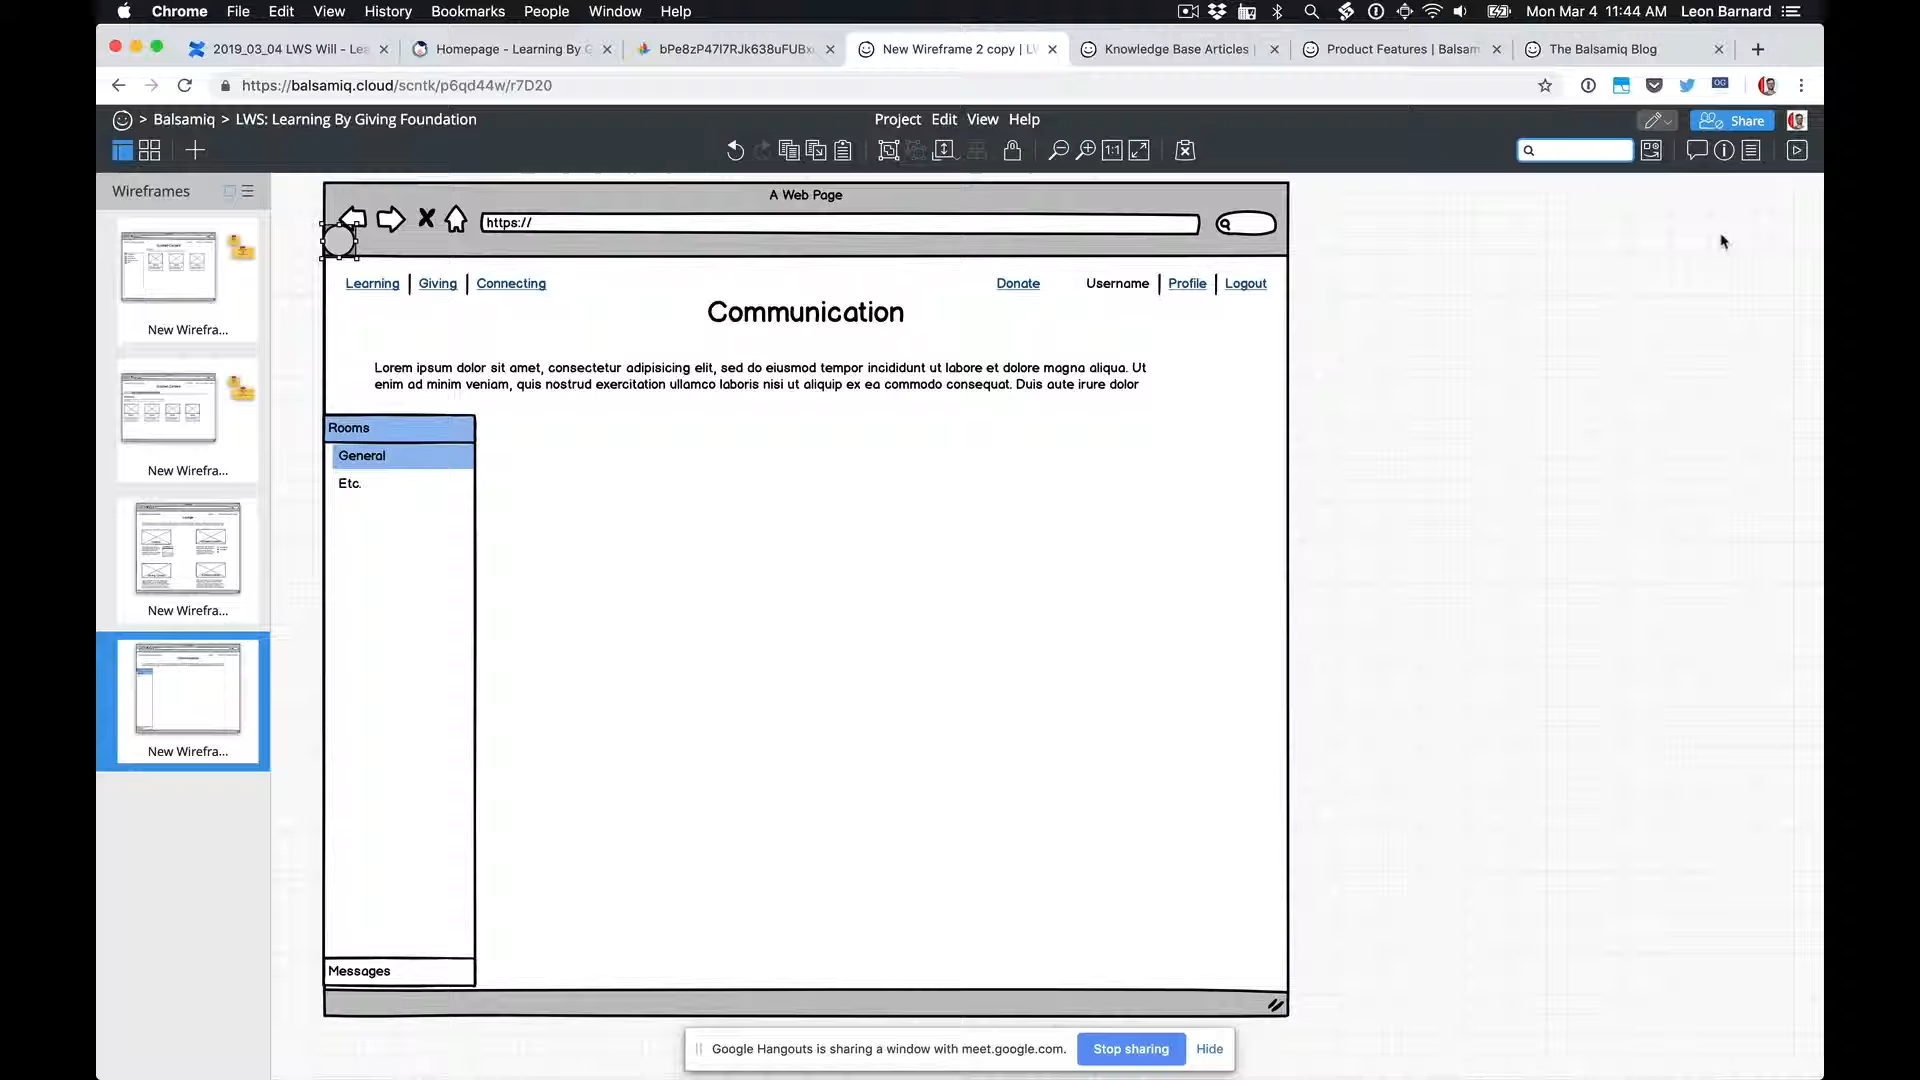 Chrome File Edit View History Bookmarks People Window Help
Mon Mar 4 11:44 AM Leon Barnard
2019_03_04 LWS Will - Lea
Homepage - Learning By G
bPe8zP47I7RJk638uFUBx
New Wireframe 2 copy | LW
Knowledge Base Articles
Product Features | Balsam
The Balsamiq Blog
https://balsamiq.cloud/scntk/p6qd44w/r7D20
> Balsamiq > LWS: Learning By Giving Foundation
Project Edit View Help
Share
1:1
Wireframes
New Wirefra...
New Wirefra...
New Wirefra...
New Wirefra...
A Web Page
https://
Learning Giving Connecting
Donate Username Profile Logout
Communication
Lorem ipsum dolor sit amet, consectetur adipisicing elit, sed do eiusmod tempor incididunt ut labore et dolore magna aliqua. Ut
enim ad minim veniam, quis nostrud exercitation ullamco laboris nisi ut aliquip ex ea commodo consequat. Duis aute irure dolor
Rooms
General
Etc.
Messages
Google Hangouts is sharing a window with meet.google.com.
Stop sharing
Hide